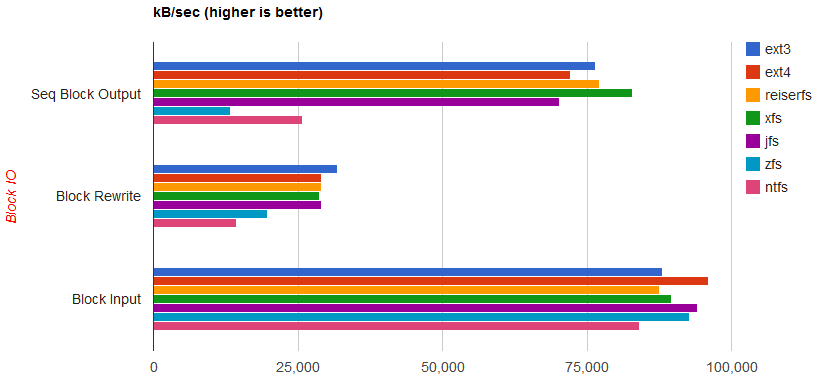 kB/sec (higher is better)
ext3
ext4
reiserfs
xfs
jfs
zfs
ntfs
Block IO
Seq Block Output
Block Rewrite
Block Input
0
25,000
50,000
75,000
100,000